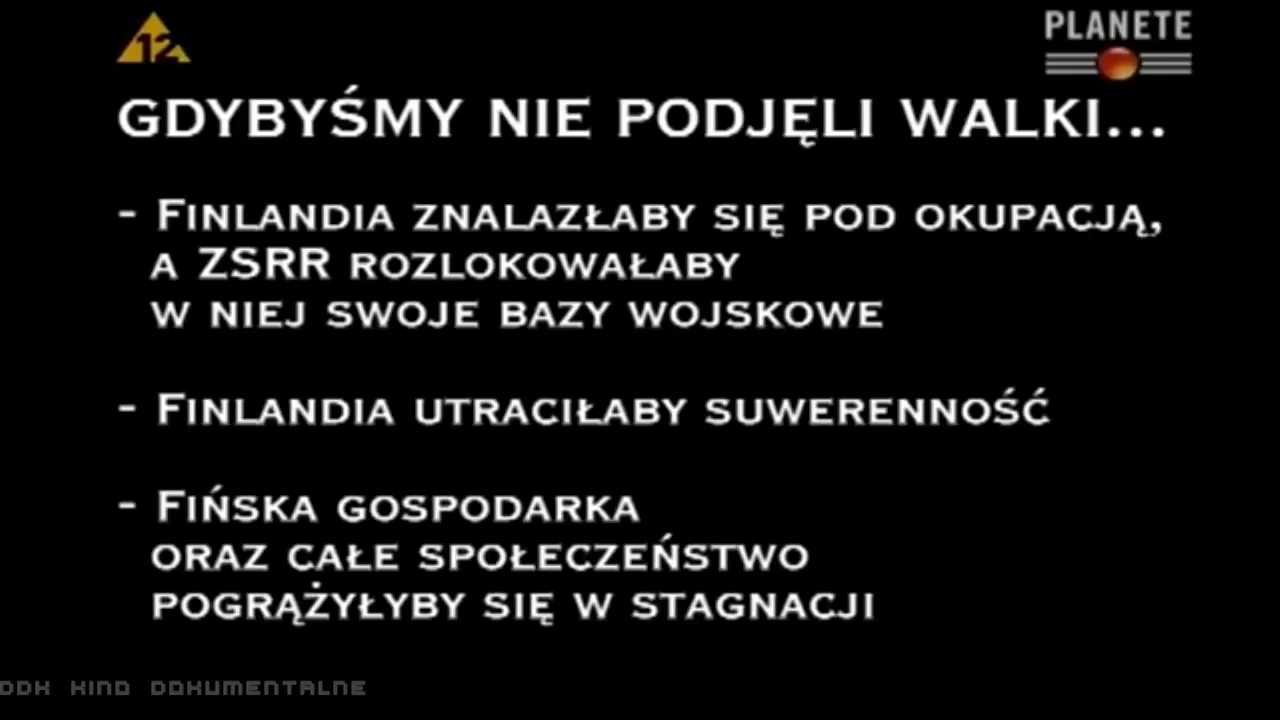 12
PLANETE
GDYBYŚMY NIE PODJĘLI WALKI...
- FINLANDIA ZNALAZŁABY SIĘ POD OKUPACJĄ,
A ZSRR ROZLOKOWAŁABY
W NIEJ SWOJE BAZY WOJSKOWE
- FINLANDIA UTRACIŁABY SUWERENNOŚĆ
- FIŃSKA GOSPODARKA
ORAZ CAŁE SPOŁECZEŃSTWO
POGRĄŻYŁYBY SIĘ W STAGNACJI
DDK KINO DOKUMENTALNE